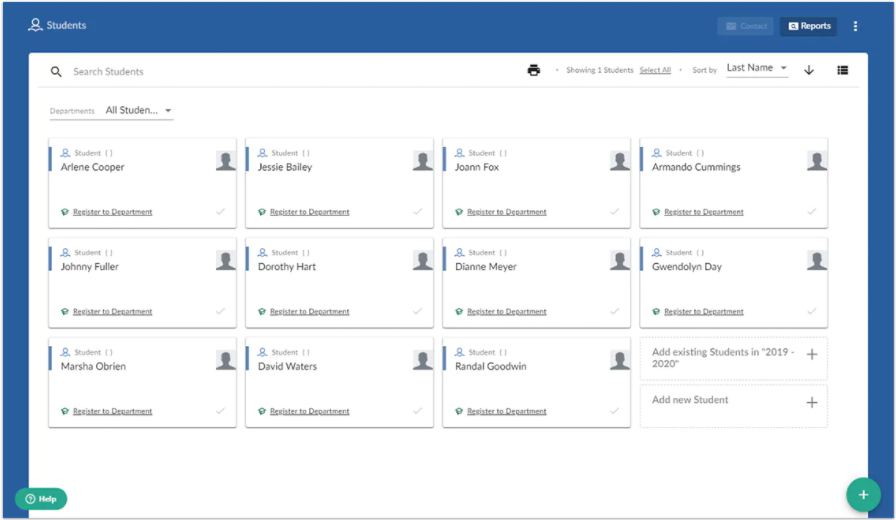 Students
Contact
Reports
Search Students
Showing 1 Students
Select All
Sort by
Last Name
Departments
All Studen...
Student ( )
Arlene Cooper
Register to Department
Student ( )
Jessie Bailey
Register to Department
Student ( )
Joann Fox
Register to Department
Student ( )
Armando Cummings
Register to Department
Student ( )
Johnny Fuller
Register to Department
Student ( )
Dorothy Hart
Register to Department
Student ( )
Dianne Meyer
Register to Department
Student ( )
Gwendolyn Day
Register to Department
Student ( )
Marsha Obrien
Register to Department
Student ( )
David Waters
Register to Department
Student ( )
Randal Goodwin
Register to Department
Add existing Students in "2019 -
2020"
Add new Student
Help